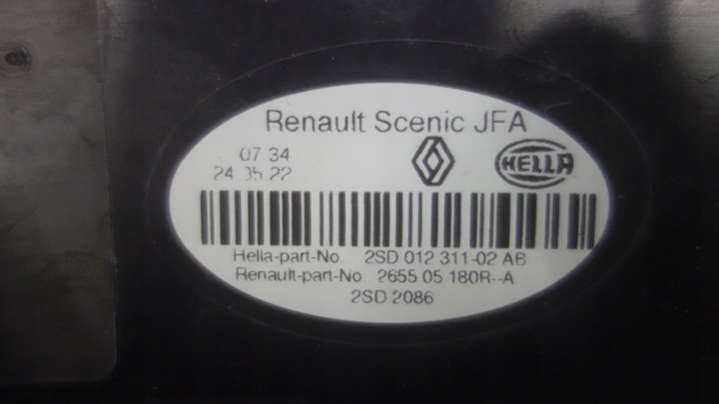 Renault Scenic JFA
07 34
24 05 22
HELLA
Hella-part-No. 2SD 012 311-02 AB
Renault-part-No. 2655 05 180R--A
2SD 2086